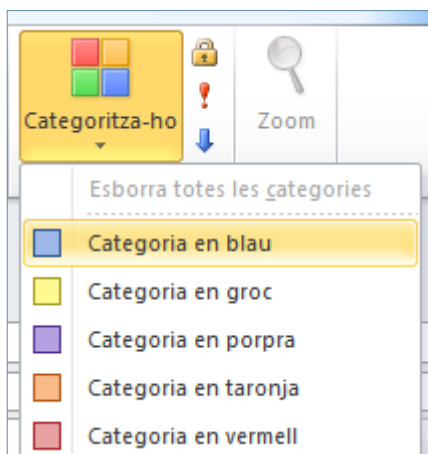 Categoritza-ho
Zoom
Esborra totes les categories
Categoria en blau
Categoria en groc
Categoria en porpra
Categoria en taronja
Categoria en vermell